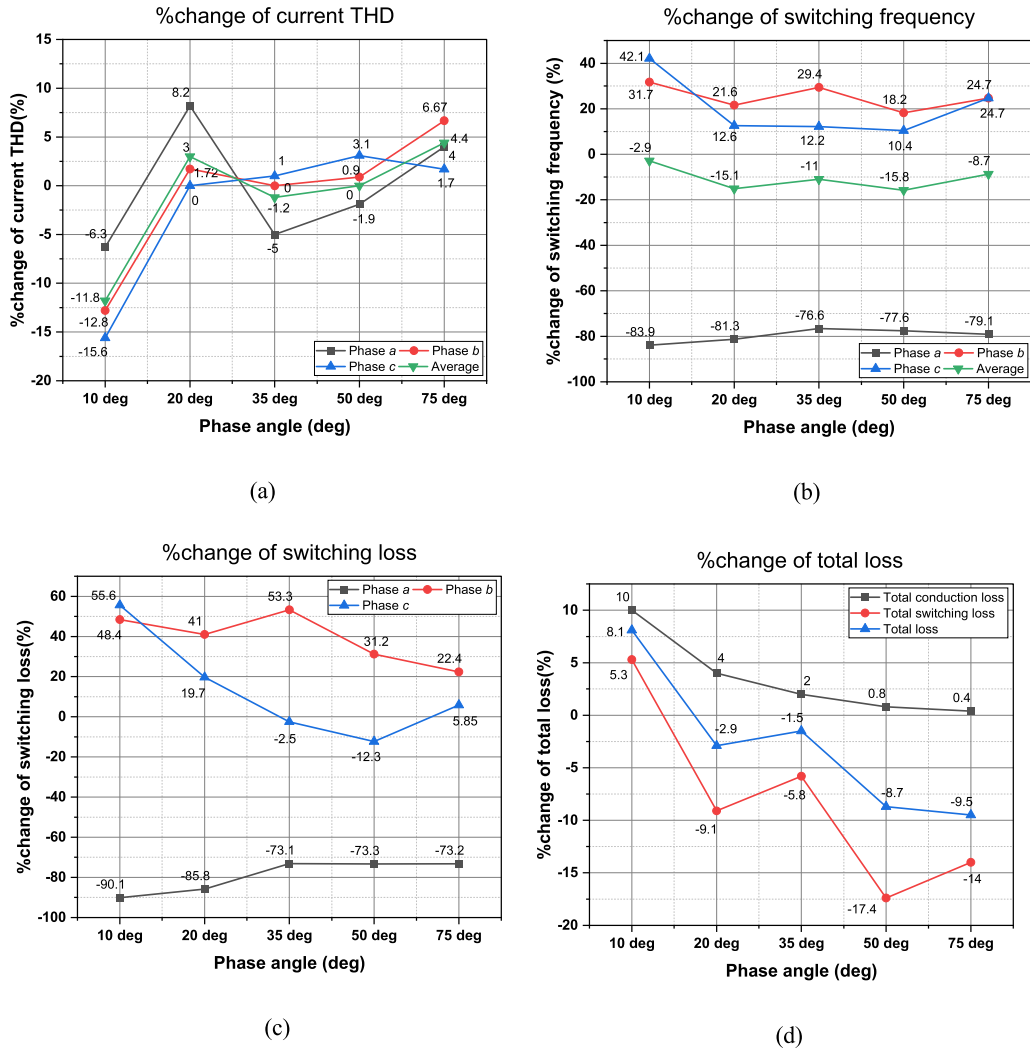 %change of current THD
%change of current THD(%)
15
10
5
0
-5
-10
-15
-20
8.2
6.67
3
1.72
0
1
0
-1.2
-5
3.1
0.9
0
-1.9
4.4
4
1.7
-6.3
-11.8
-12.8
-15.6
Phase a
Phase b
Phase c
Average
10 deg
20 deg
35 deg
50 deg
75 deg
Phase angle (deg)
(a)
%change of switching frequency
%change of switching frequency (%)
40
20
0
-20
-40
-60
-80
-100
42.1
31.7
21.6
12.6
29.4
12.2
18.2
10.4
24.7
24.7
-2.9
-15.1
-11
-15.8
-8.7
-83.9
-81.3
-76.6
-77.6
-79.1
Phase a
Phase b
Phase c
Average
10 deg
20 deg
35 deg
50 deg
75 deg
Phase angle (deg)
(b)
%change of switching loss
%change of switching loss(%)
60
40
20
0
-20
-40
-60
-80
-100
55.6
48.4
41
19.7
53.3
-2.5
31.2
-12.3
22.4
5.85
-90.1
-85.8
-73.1
-73.3
-73.2
Phase a
Phase b
Phase c
10 deg
20 deg
35 deg
50 deg
75 deg
Phase angle (deg)
(c)
%change of total loss
%change of total loss(%)
10
5
0
-5
-10
-15
-20
10
8.1
5.3
4
-2.9
-9.1
2
-1.5
-5.8
0.8
-8.7
-17.4
0.4
-9.5
-14
Total conduction loss
Total switching loss
Total loss
10 deg
20 deg
35 deg
50 deg
75 deg
Phase angle (deg)
(d)